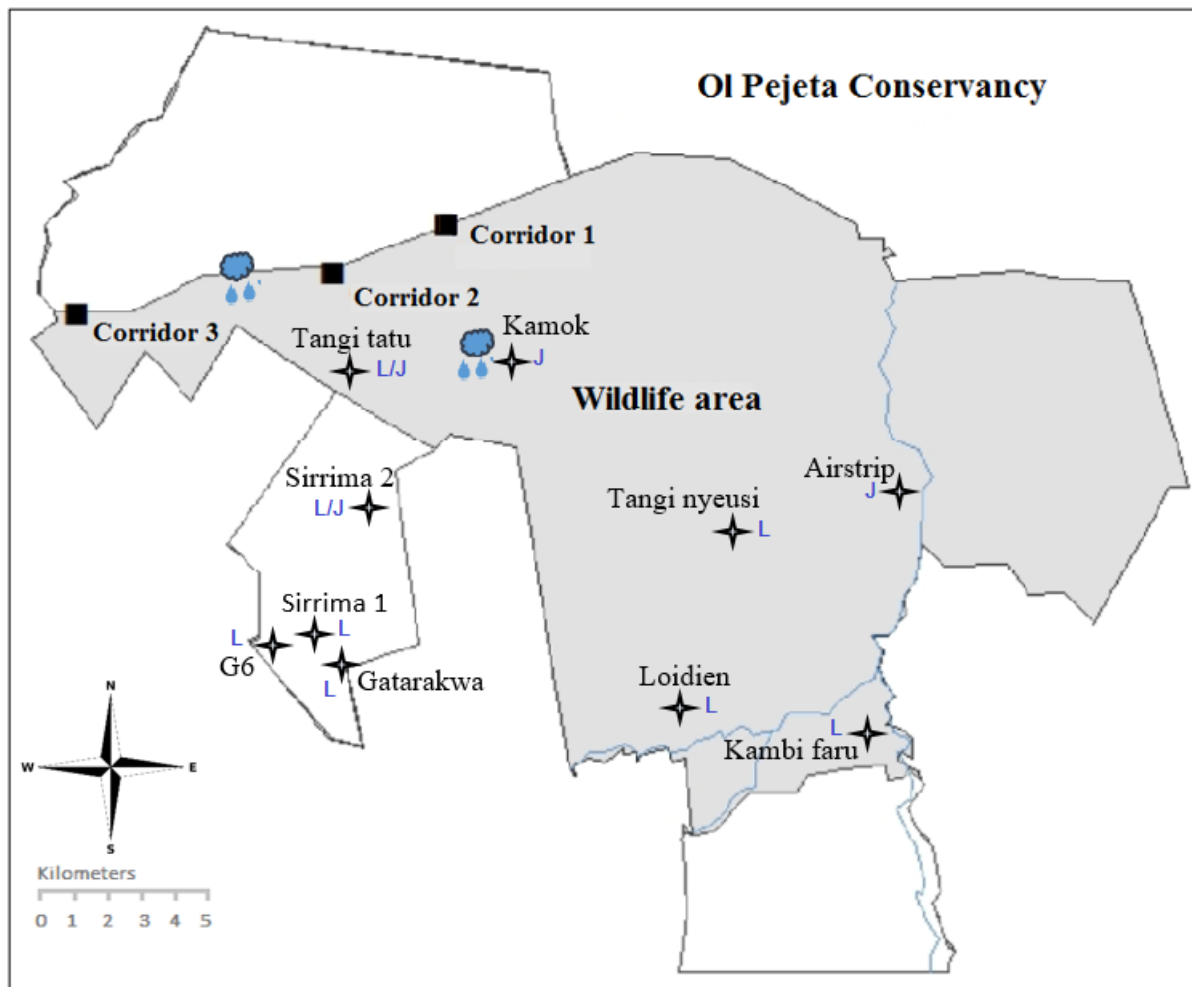 Ol Pejeta Conservancy
Corridor 1
Corridor 2
Corridor 3
Tangi tatu
L/J
Kamok
J
Wildlife area
Sirrima 2
L/J
Airstrip
J
Tangi nyeusi
L
Sirrima 1
L
L
G6
Gatarakwa
L
Loidien
L
L
Kambi faru
N
W
E
S
Kilometers
0 1 2 3 4 5